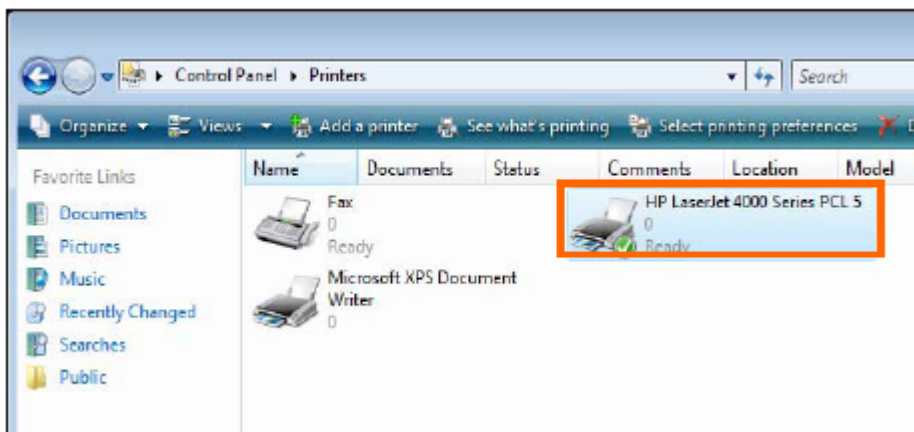 Control Panel Printers Search
Organize Views Add a printer See what's printing Select printing preferences
Favorite Links
Documents
Pictures
Music
Recently Changed
Searches
Public
Name Documents Status Comments Location Model
Fax
0
Ready
HP LaserJet 4000 Series PCL 5
0
Ready
Microsoft XPS Document
Writer
0